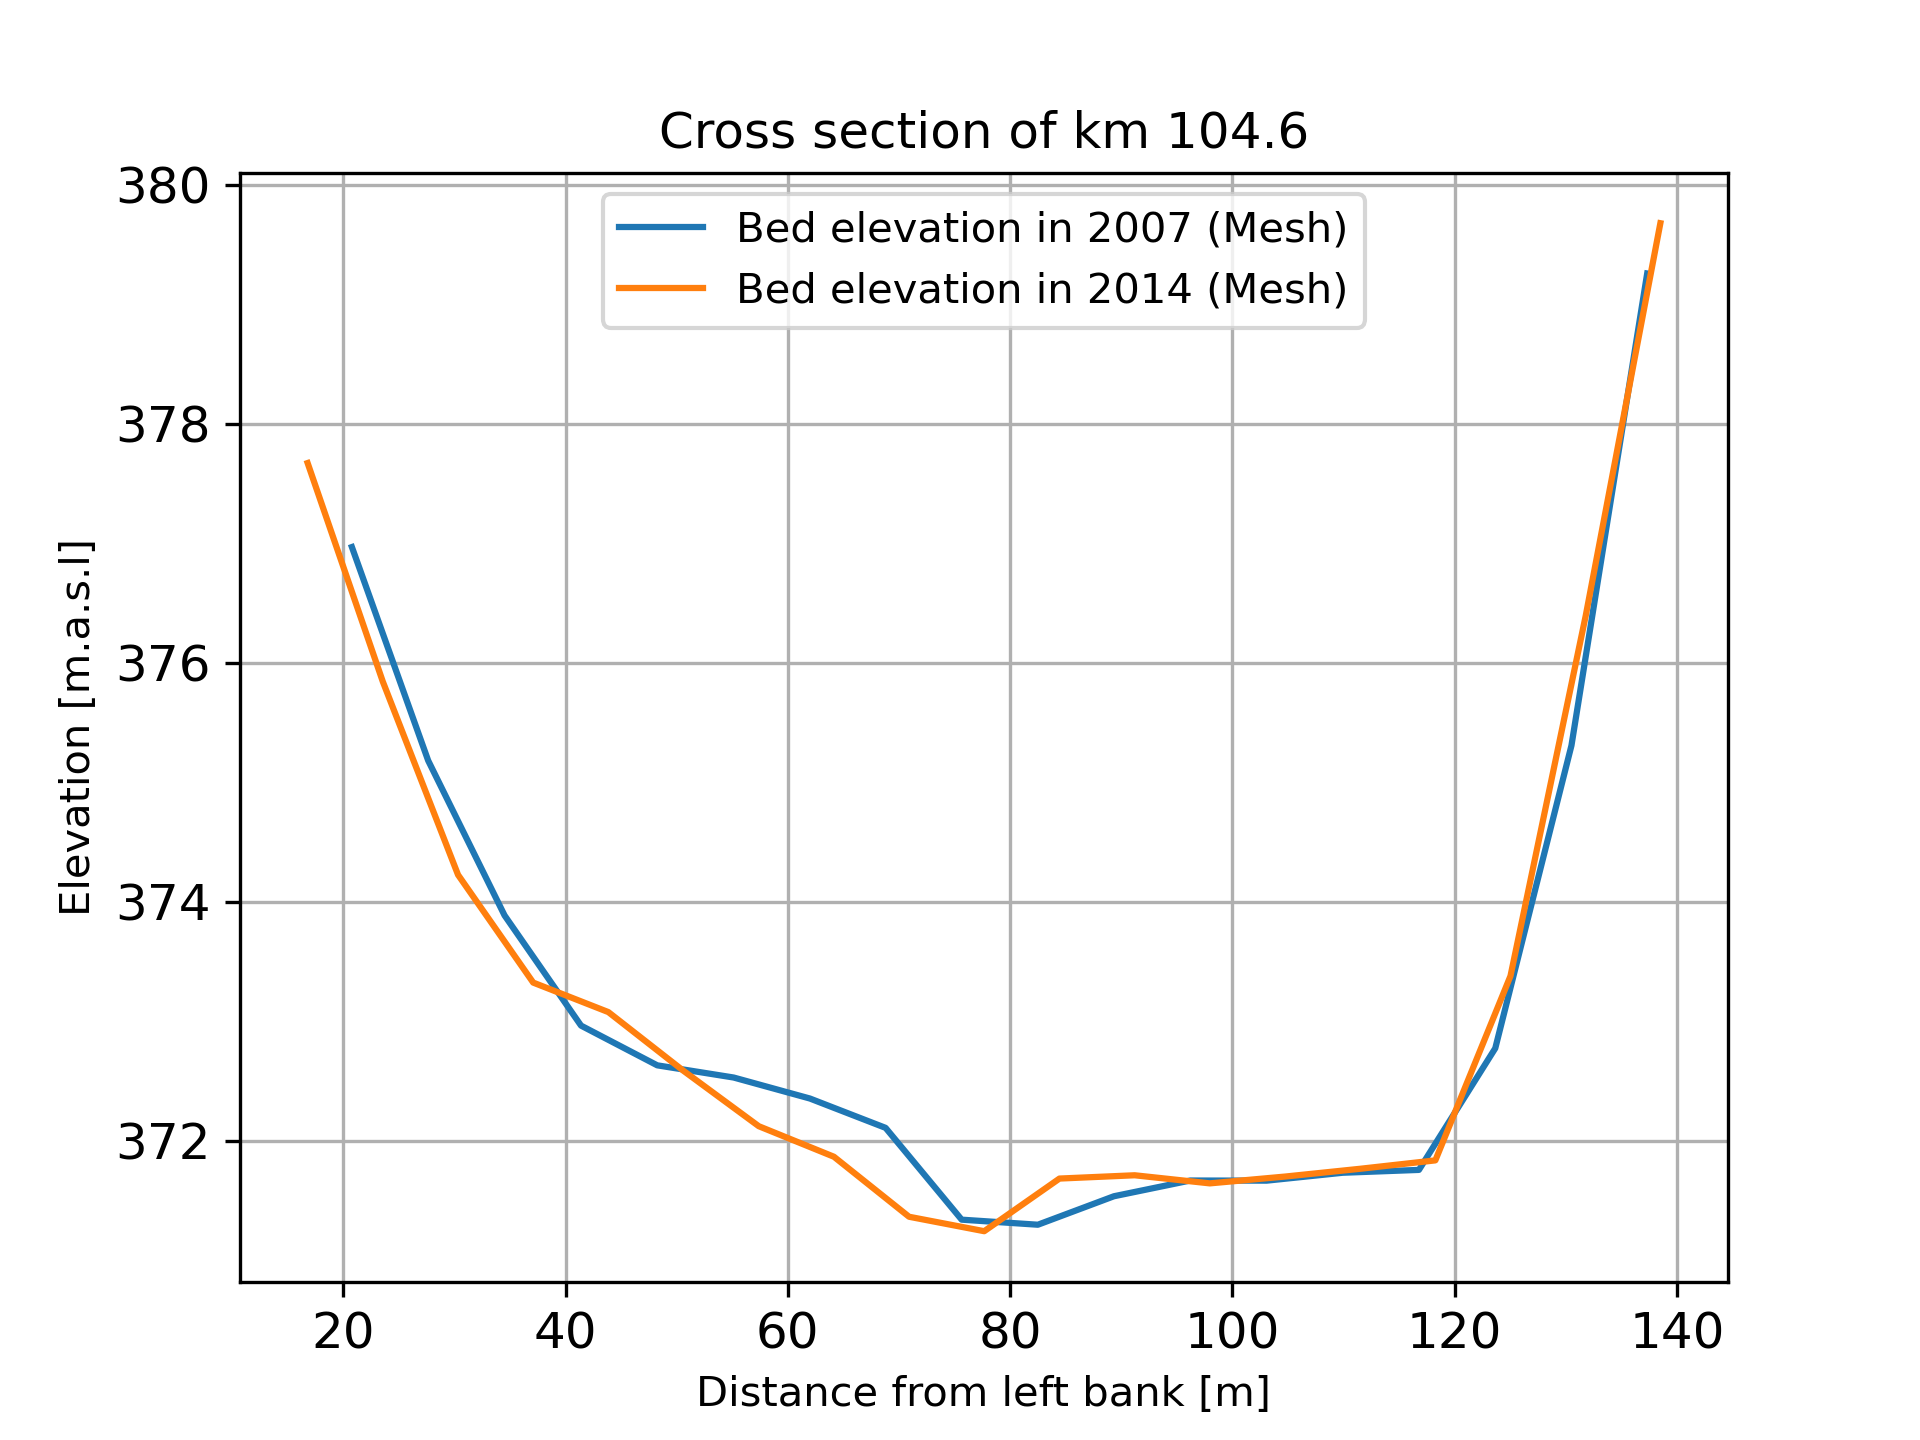 Cross section of km 104.6
Bed elevation in 2007 (Mesh)
Bed elevation in 2014 (Mesh)
Elevation [m.a.s.l]
380
378
376
374
372
20 40 60 80 100 120 140
Distance from left bank [m]